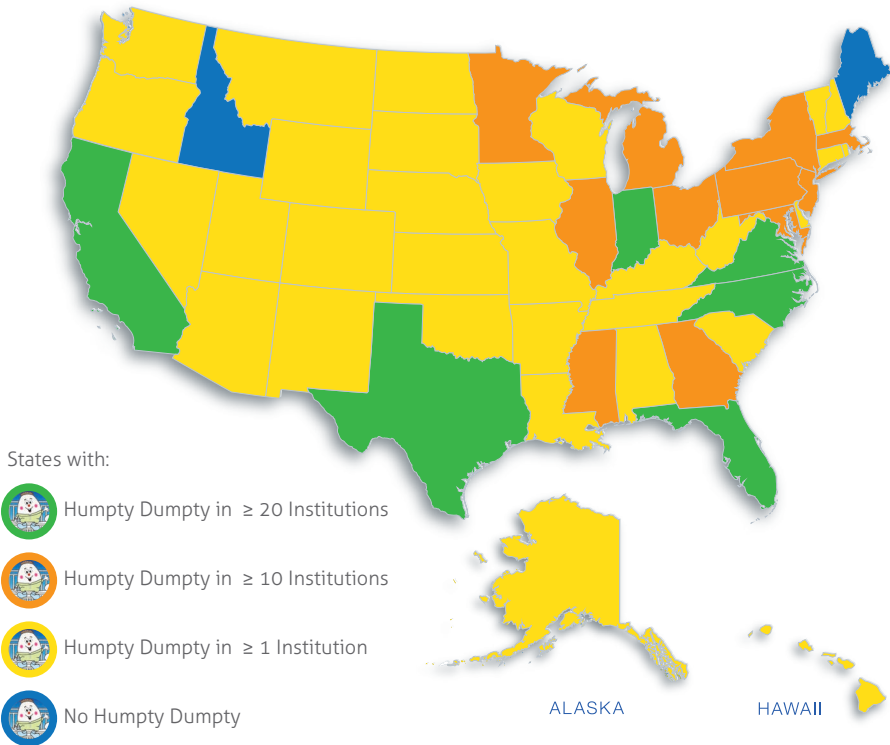 States with:
Humpty Dumpty in ≥ 20 Institutions
Humpty Dumpty in ≥ 10 Institutions
Humpty Dumpty in ≥ 1 Institution
No Humpty Dumpty
ALASKA
HAWAII